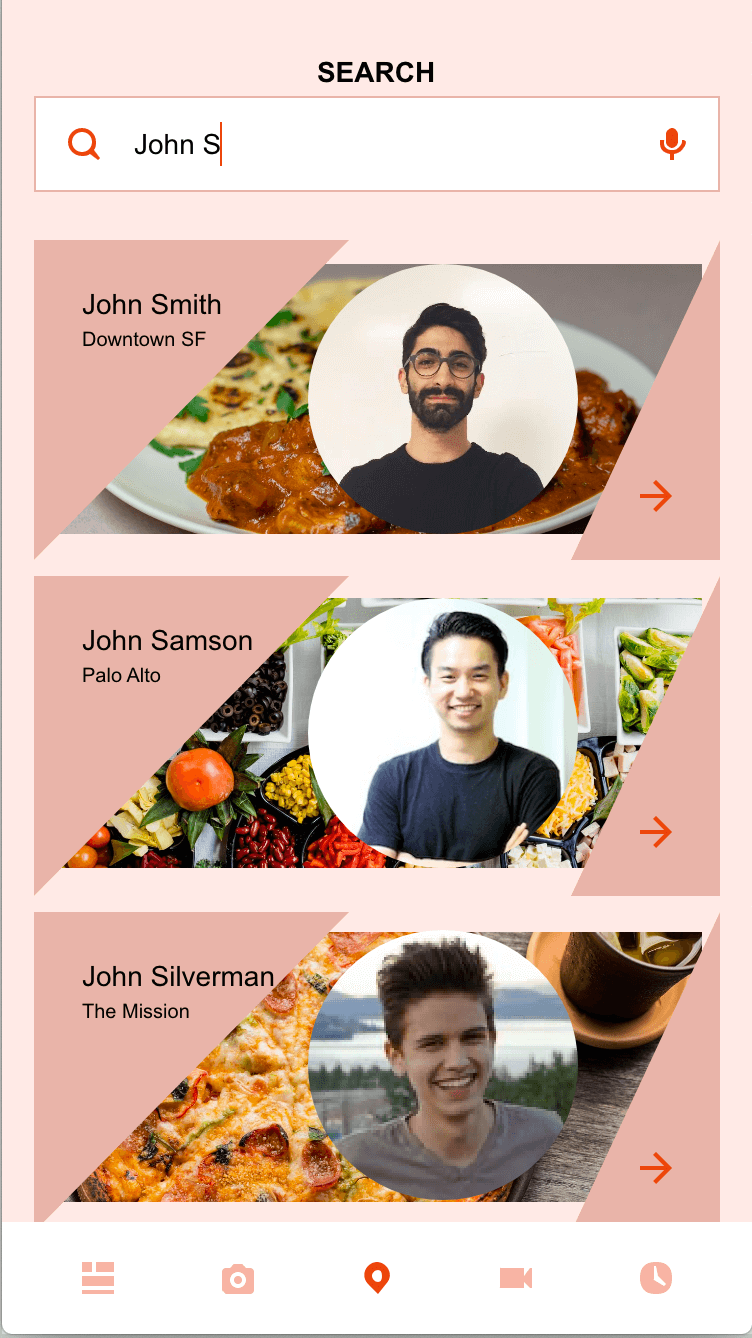 SEARCH
John S
John Smith
Downtown SF
John Samson
Palo Alto
John Silverman
The Mission